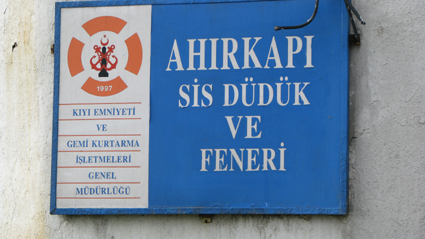 1997
KIYI EMNİYETİ
VE
GEMİ KURTARMA
İŞLETMELERİ
GENEL
MÜDÜRLÜĞÜ
AHIRKAPI
SİS DÜDÜK
VE
FENERİ